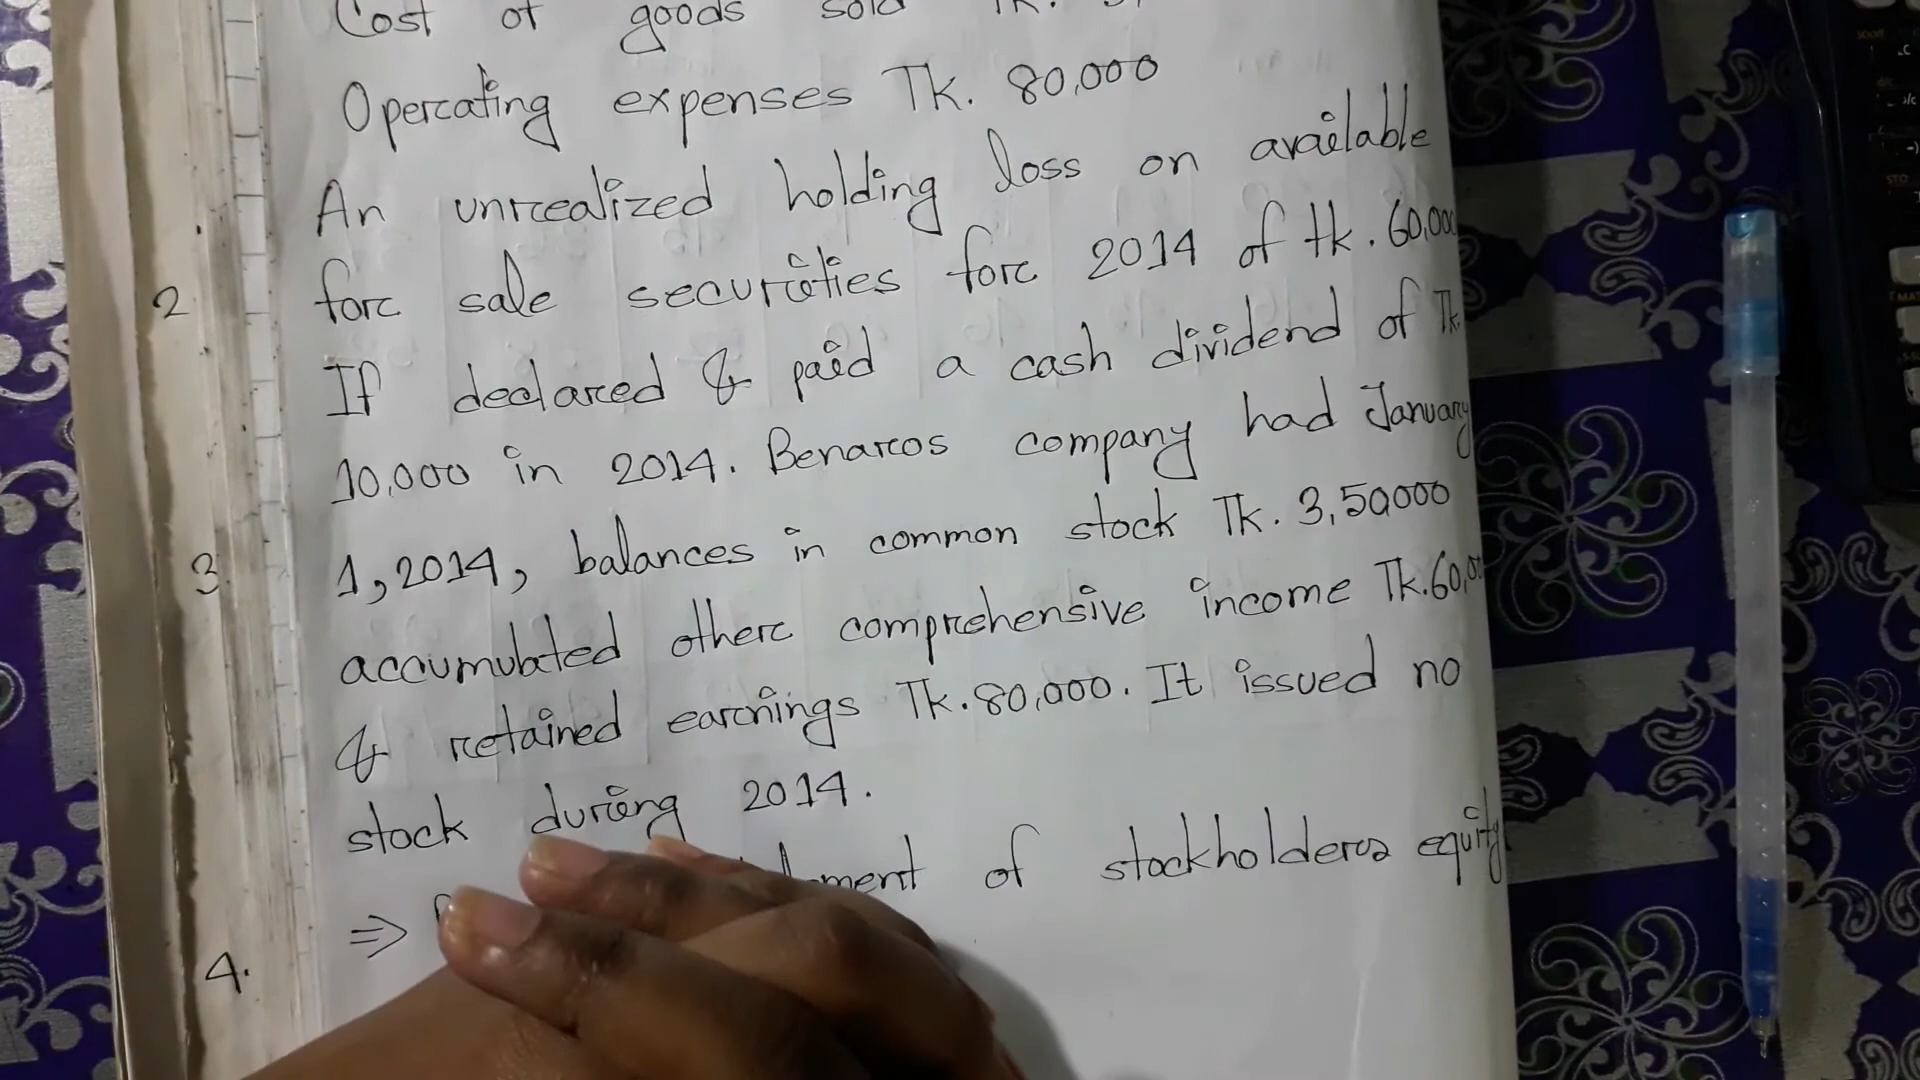 Cost of goods sold Tk.
Operating expenses Tk. 80,000
An unrealized holding loss on available
2 for sale securities for 2014 of tk. 60,000
If declared & paid a cash dividend of Tk.
10,000 in 2014. Benaros company had January
3 1, 2014, balances in common stock Tk. 3,50000
accumulated other comprehensive income Tk. 60,
& retained earnings Tk. 80,000. It issued no
stock during 2014.
⇒ of stockholders equity
4.